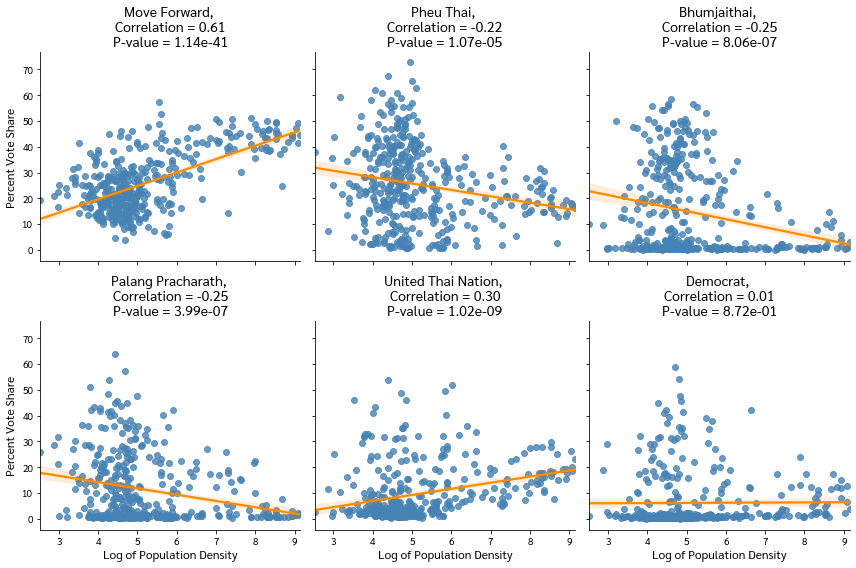 Move Forward,
Correlation = 0.61
P-value = 1.14e-41
Pheu Thai,
Correlation = -0.22
P-value = 1.07e-05
Bhumjaithai,
Correlation = -0.25
P-value = 8.06e-07
70
60
50
40
30
20
10
0
Percent Vote Share
Palang Pracharath,
Correlation = -0.25
P-value = 3.99e-07
United Thai Nation,
Correlation = 0.30
P-value = 1.02e-09
Democrat,
Correlation = 0.01
P-value = 8.72e-01
70
60
50
40
30
20
10
0
Percent Vote Share
3 4 5 6 7 8 9
Log of Population Density
3 4 5 6 7 8 9
Log of Population Density
3 4 5 6 7 8 9
Log of Population Density